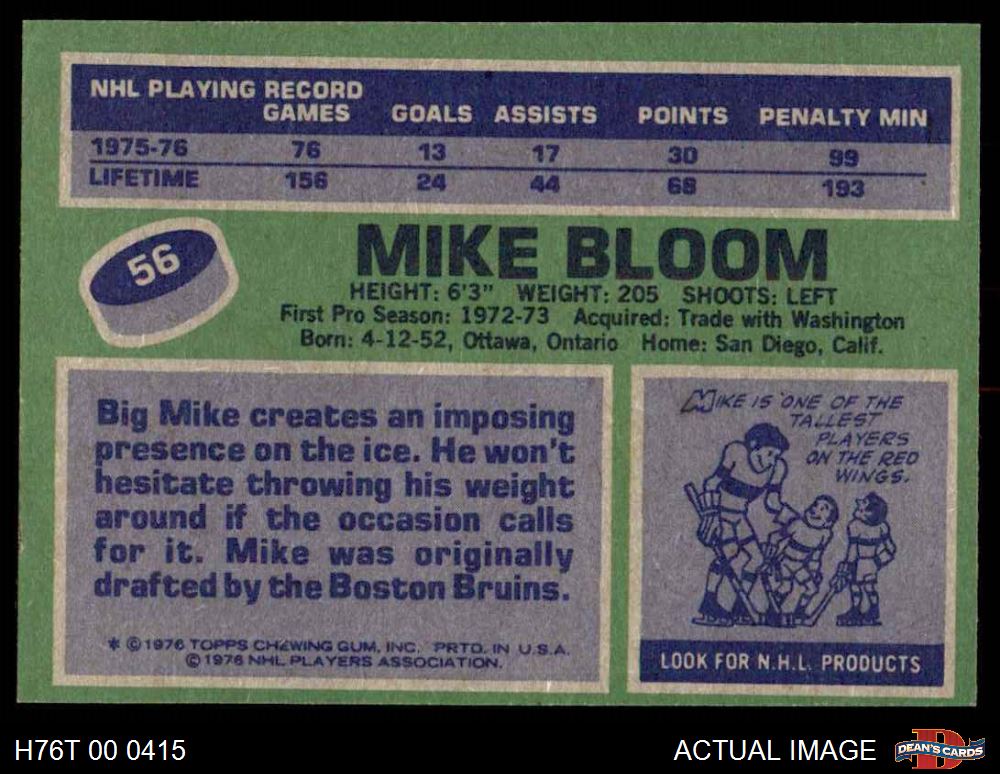 NHL PLAYING RECORD
GAMES GOALS ASSISTS POINTS PENALTY MIN
1975-76 76 13 17 30 99
LIFETIME 156 24 44 68 193
56
MIKE BLOOM
HEIGHT: 6'3" WEIGHT: 205 SHOOTS: LEFT
First Pro Season: 1972-73 Acquired: Trade with Washington
Born: 4-12-52, Ottawa, Ontario Home: San Diego, Calif.
Big Mike creates an imposing
presence on the ice. He won't
hesitate throwing his weight
around if the occasion calls
for it. Mike was originally
drafted by the Boston Bruins.
* ©1976 TOPPS CHEWING GUM, INC. PRTD. IN U.S.A.
©1976 NHL PLAYERS ASSOCIATION.
MIKE IS ONE OF THE
TALLEST
PLAYERS
ON THE RED
WINGS.
LOOK FOR N.H.L. PRODUCTS
H76T 00 0415
ACTUAL IMAGE
DEAN'S CARDS